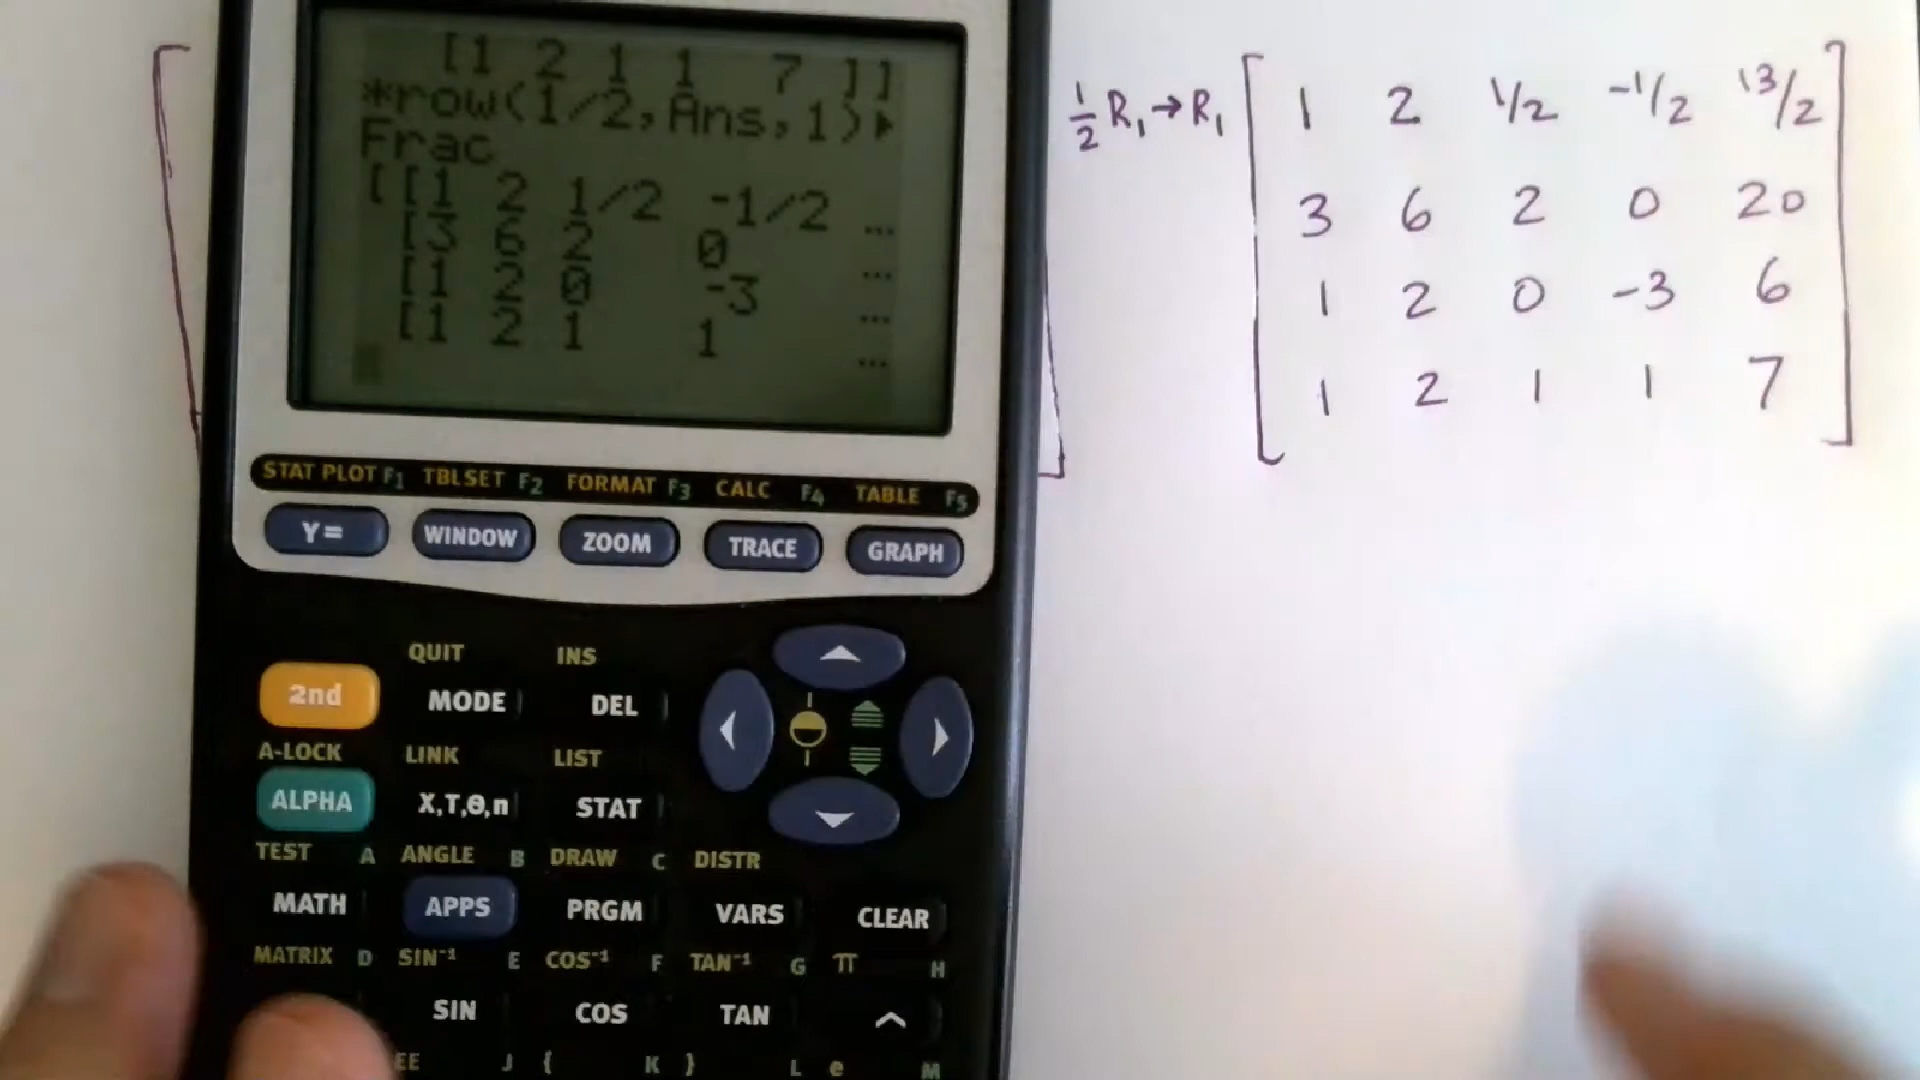 [1 2 1 1 7 ]]
*row(1/2,Ans,1)▶
Frac
[[1 2 1/2 -1/2 ...
[3 6 2 0 ...
[1 2 0 -3 ...
[1 2 1 1 ...
½R₁→R₁
1 2 1/2 -1/2 13/2
3 6 2 0 20
1 2 0 -3 6
1 2 1 1 7
STAT PLOT F1 TBLSET F2 FORMAT F3 CALC F4 TABLE F5
Y= WINDOW ZOOM TRACE GRAPH
QUIT INS
2nd MODE DEL
A-LOCK LINK LIST
ALPHA X,T,θ,n STAT
TEST A ANGLE B DRAW C DISTR
MATH APPS PRGM VARS CLEAR
MATRIX D SIN⁻¹ E COS⁻¹ F TAN⁻¹ G π H
SIN COS TAN ^
EE J { K } L e M